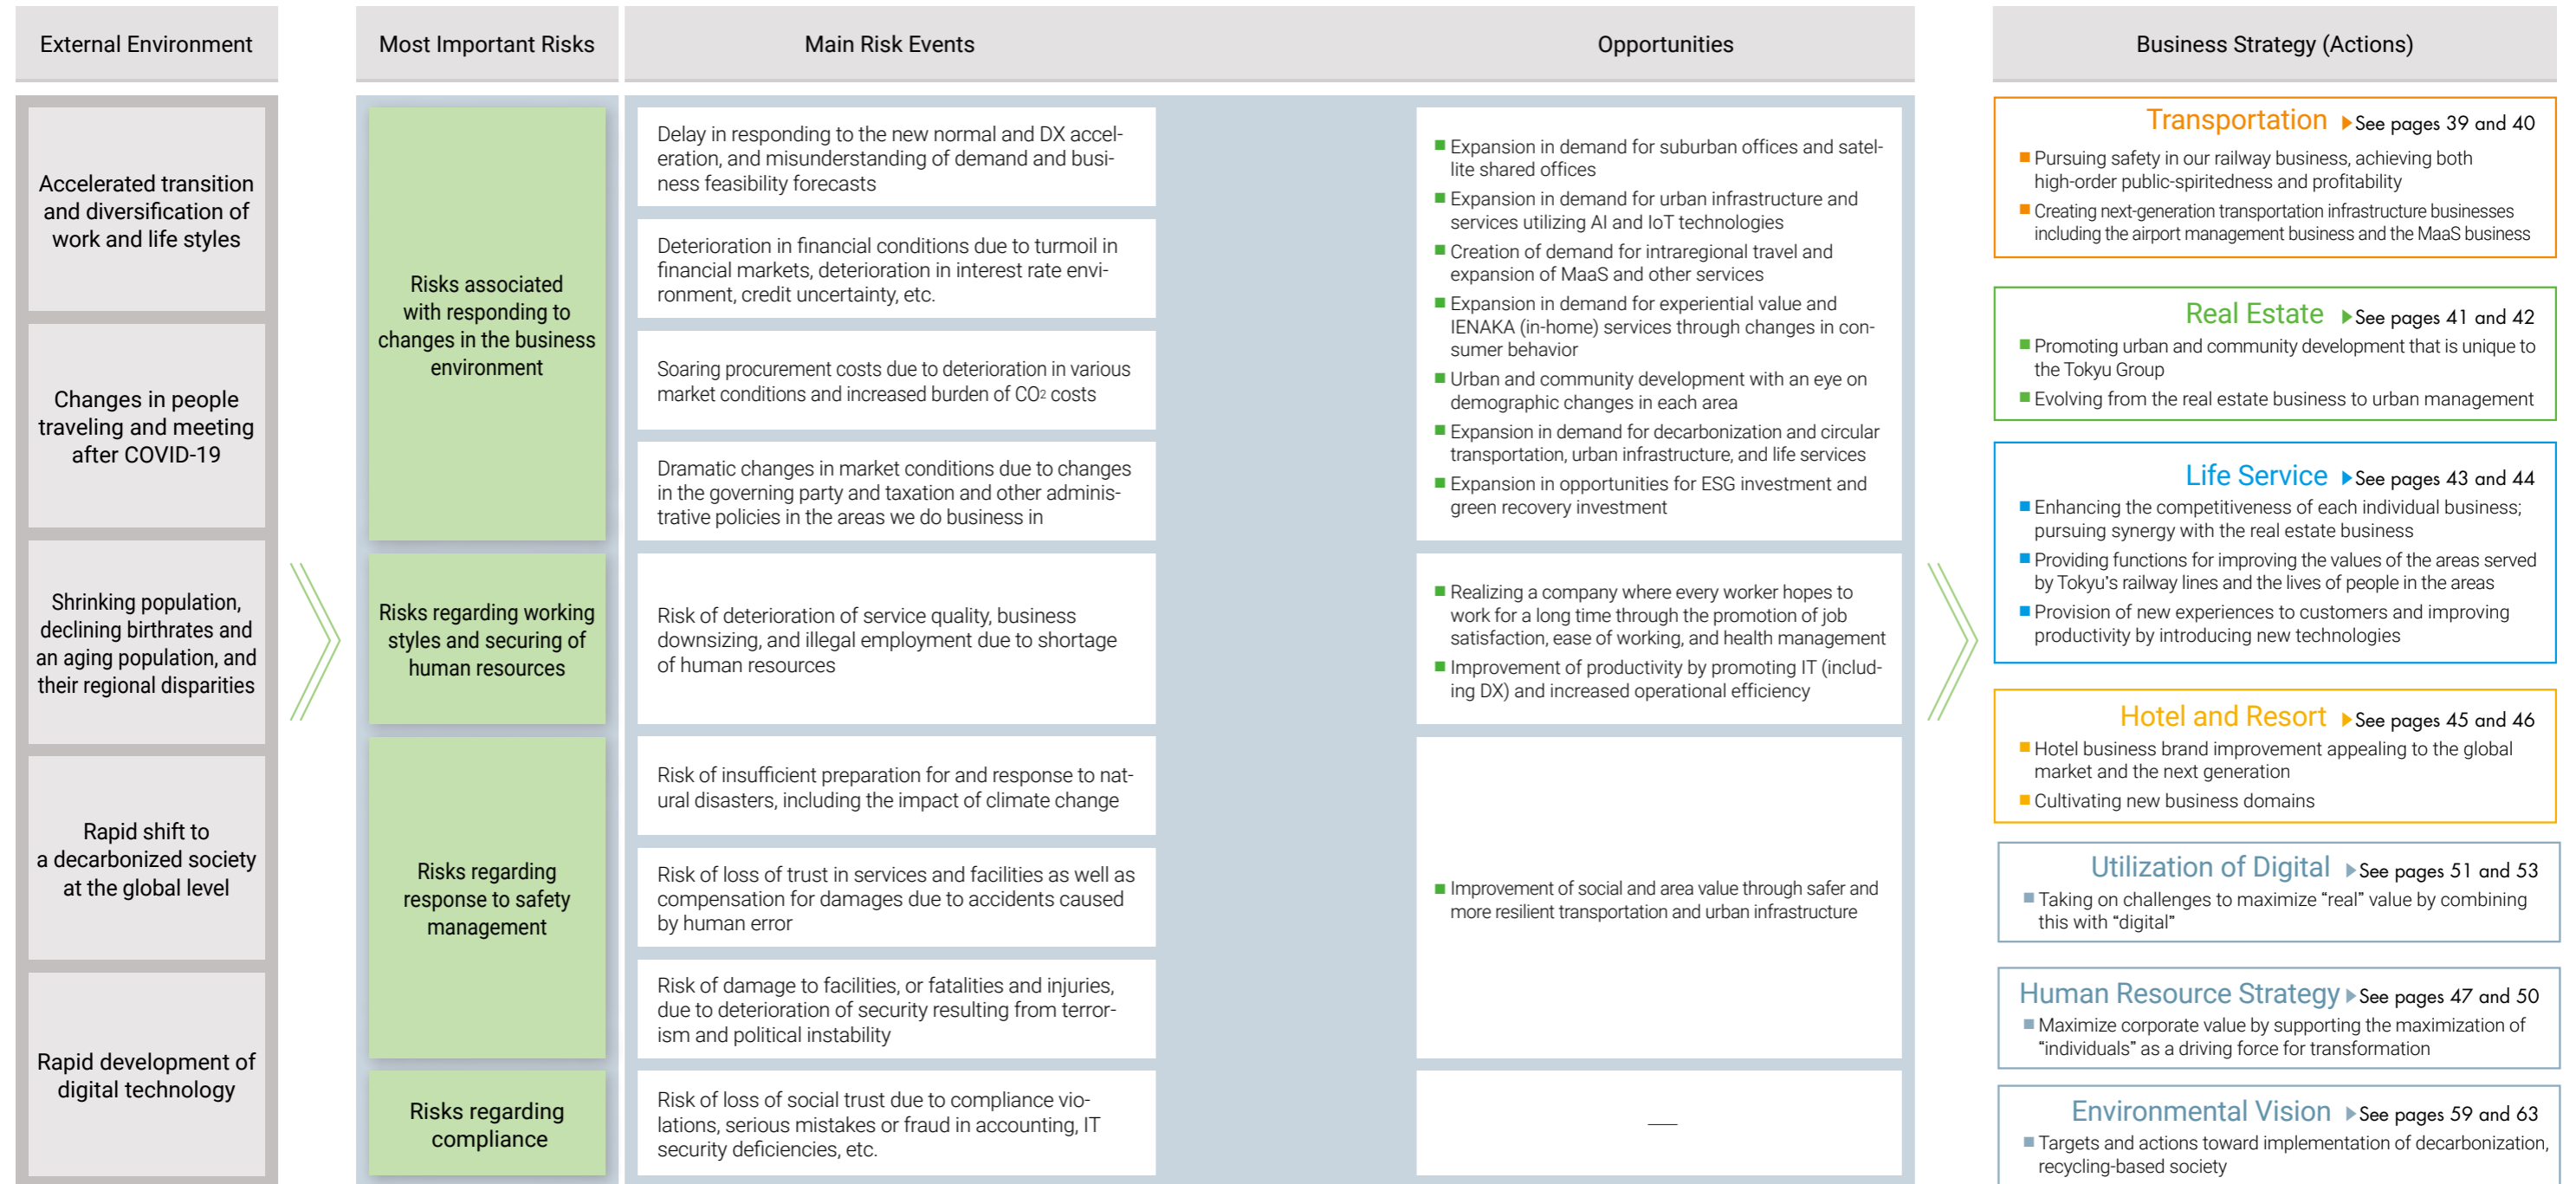 External Environment
Most Important Risks
Main Risk Events
Opportunities
Business Strategy (Actions)
Accelerated transition
and diversification of
work and life styles
Changes in people
traveling and meeting
after COVID-19
Shrinking population,
declining birthrates and
an aging population, and
their regional disparities
Rapid shift to
a decarbonized society
at the global level
Rapid development of
digital technology
Risks associated
with responding to
changes in the business
environment
Delay in responding to the new normal and DX accel-
eration, and misunderstanding of demand and busi-
ness feasibility forecasts
Deterioration in financial conditions due to turmoil in
financial markets, deterioration in interest rate envi-
ronment, credit uncertainty, etc.
Soaring procurement costs due to deterioration in various
market conditions and increased burden of CO2 costs
Dramatic changes in market conditions due to changes
in the governing party and taxation and other adminis-
trative policies in the areas we do business in
■ Expansion in demand for suburban offices and satel-
lite shared offices
■ Expansion in demand for urban infrastructure and
services utilizing AI and IoT technologies
■ Creation of demand for intraregional travel and
expansion of MaaS and other services
■ Expansion in demand for experiential value and
IENAKA (in-home) services through changes in con-
sumer behavior
■ Urban and community development with an eye on
demographic changes in each area
■ Expansion in demand for decarbonization and circular
transportation, urban infrastructure, and life services
■ Expansion in opportunities for ESG investment and
green recovery investment
Risks regarding working
styles and securing of
human resources
Risk of deterioration of service quality, business
downsizing, and illegal employment due to shortage
of human resources
■ Realizing a company where every worker hopes to
work for a long time through the promotion of job
satisfaction, ease of working, and health management
■ Improvement of productivity by promoting IT (includ-
ing DX) and increased operational efficiency
Risks regarding
response to safety
management
Risk of insufficient preparation for and response to nat-
ural disasters, including the impact of climate change
Risk of loss of trust in services and facilities as well as
compensation for damages due to accidents caused
by human error
Risk of damage to facilities, or fatalities and injuries,
due to deterioration of security resulting from terror-
ism and political instability
■ Improvement of social and area value through safer and
more resilient transportation and urban infrastructure
Risks regarding
compliance
Risk of loss of social trust due to compliance vio-
lations, serious mistakes or fraud in accounting, IT
security deficiencies, etc.
—
Transportation ▶See pages 39 and 40
■ Pursuing safety in our railway business, achieving both
high-order public-spiritedness and profitability
■ Creating next-generation transportation infrastructure businesses
including the airport management business and the MaaS business
Real Estate ▶See pages 41 and 42
■ Promoting urban and community development that is unique to
the Tokyu Group
■ Evolving from the real estate business to urban management
Life Service ▶See pages 43 and 44
■ Enhancing the competitiveness of each individual business;
pursuing synergy with the real estate business
■ Providing functions for improving the values of the areas served
by Tokyu's railway lines and the lives of people in the areas
■ Provision of new experiences to customers and improving
productivity by introducing new technologies
Hotel and Resort ▶See pages 45 and 46
■ Hotel business brand improvement appealing to the global
market and the next generation
■ Cultivating new business domains
Utilization of Digital ▶See pages 51 and 53
■ Taking on challenges to maximize “real” value by combining
this with “digital”
Human Resource Strategy ▶See pages 47 and 50
■ Maximize corporate value by supporting the maximization of
“individuals” as a driving force for transformation
Environmental Vision ▶See pages 59 and 63
■ Targets and actions toward implementation of decarbonization,
recycling-based society